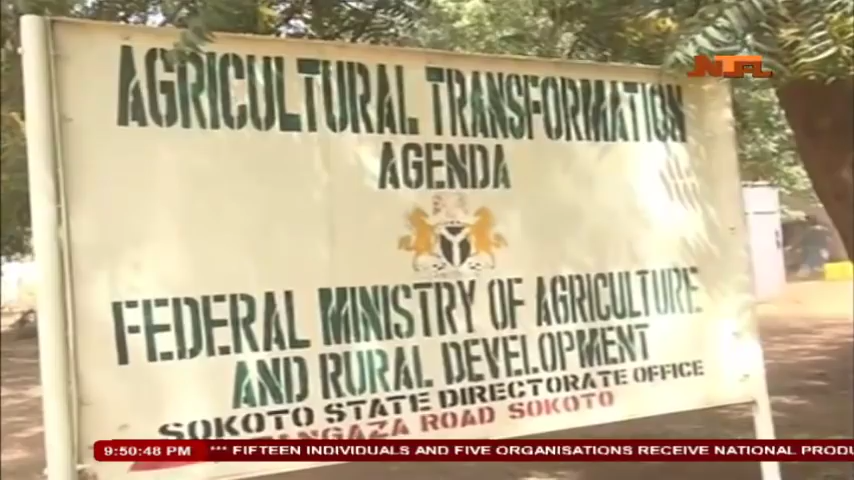 NTA
AGRICULTURAL TRANSFORMATION
AGENDA
FEDERAL MINISTRY OF AGRICULTURE
AND RURAL DEVELOPMENT
SOKOTO STATE DIRECTORATE OFFICE
ROAD SOKOTO
9:50:48 PM *** FIFTEEN INDIVIDUALS AND FIVE ORGANISATIONS RECEIVE NATIONAL